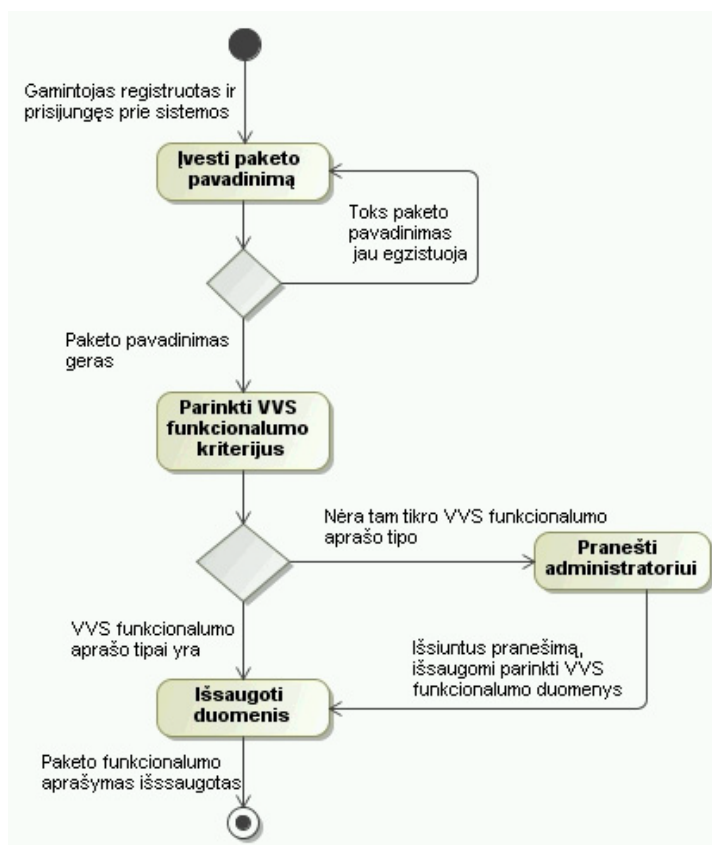 Gamintojas registruotas ir
prisijungęs prie sistemos
Įvesti paketo
pavadinimą
Toks paketo
pavadinimas
jau egzistuoja
Paketo pavadinimas
geras
Parinkti VVS
funkcionalumo
kriterijus
Nėra tam tikro VVS funkcionalumo
aprašo tipo
Pranešti
administratoriui
VVS funkcionalumo
aprašo tipai yra
Išsiuntus pranešimą,
išsaugomi parinkti VVS
funkcionalumo duomenys
Išsaugoti
duomenis
Paketo funkcionalumo
aprašymas iššsaugotas